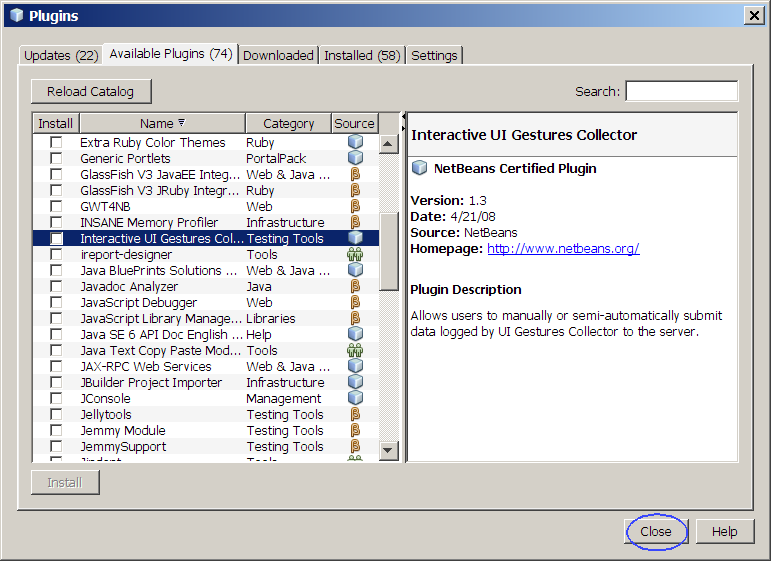 Plugins
Updates (22) Available Plugins (74) Downloaded Installed (58) Settings
Reload Catalog Search:
Install Name Category Source
Extra Ruby Color Themes Ruby
Generic Portlets PortalPack
GlassFish V3 JavaEE Integ... Web & Java ...
GlassFish V3 JRuby Integr... Ruby
GWT4NB Web
INSANE Memory Profiler Infrastructure
Interactive UI Gestures Col... Testing Tools
ireport-designer Tools
Java BluePrints Solutions ... Web & Java ...
Javadoc Analyzer Java
JavaScript Debugger Web
JavaScript Library Manage... Libraries
Java SE 6 API Doc English ... Help
Java Text Copy Paste Mod... Tools
JAX-RPC Web Services Web & Java ...
JBuilder Project Importer Infrastructure
JConsole Management
Jellytools Testing Tools
Jemmy Module Testing Tools
JemmySupport Testing Tools
Jindent Tools
Interactive UI Gestures Collector
NetBeans Certified Plugin
Version: 1.3
Date: 4/21/08
Source: NetBeans
Homepage: http://www.netbeans.org/
Plugin Description
Allows users to manually or semi-automatically submit
data logged by UI Gestures Collector to the server.
Install
Close Help